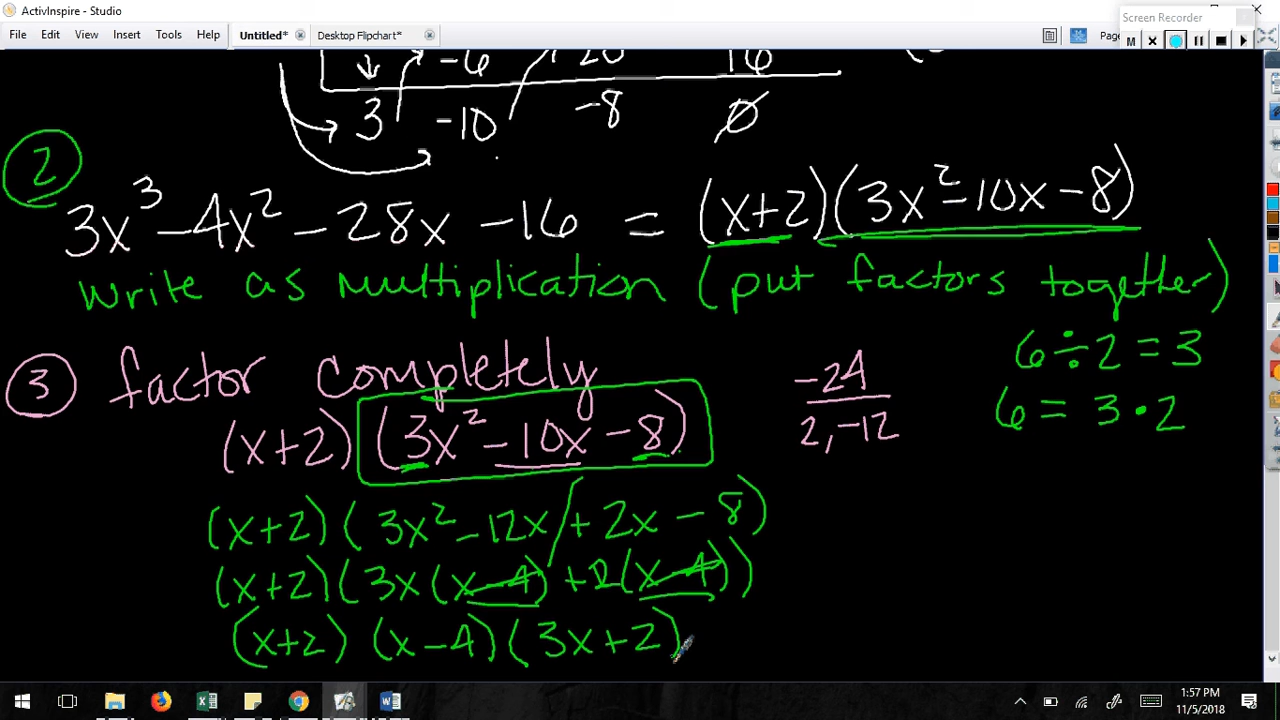 ActivInspire - Studio
Screen Recorder
File Edit View Insert Tools Help Untitled* Desktop Flipchart*
M
-6 16
3 -10 -8 0
2
3x³ - 4x² - 28x - 16 = (x+2)(3x² - 10x - 8)
write as multiplication (put factors together)
6 ÷ 2 = 3
3 factor completely
-24
6 = 3 · 2
2, -12
(x+2) (3x² - 10x - 8)
(x+2) (3x² - 12x + 2x - 8)
(x+2) (3x(x-4) + 2(x-4))
(x+2) (x-4) (3x+2)
1:57 PM
11/5/2018